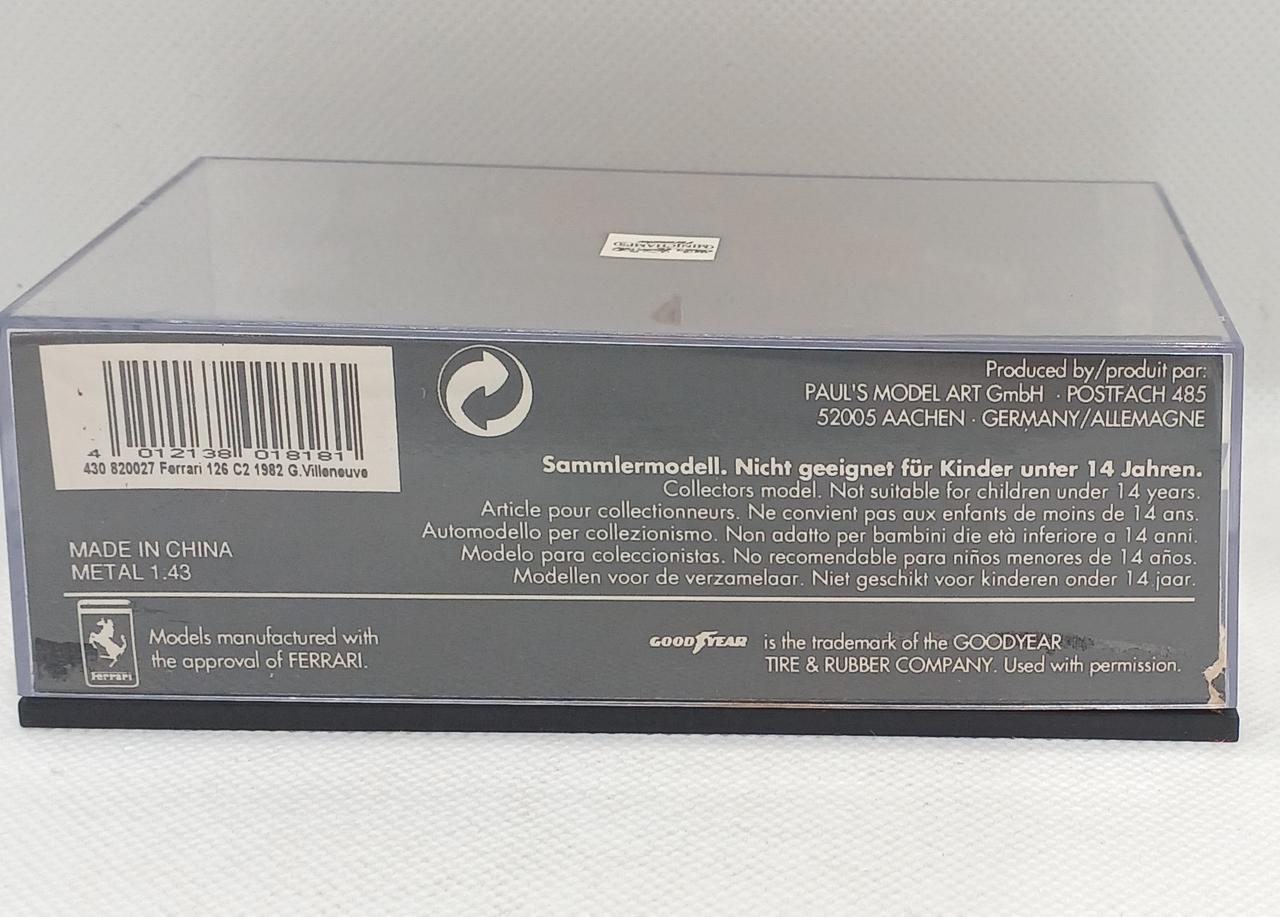 MINICHAMPS
4 012138 018181
430 820027 Ferrari 126 C2 1982 G.Villeneuve
Produced by/produit par:
PAUL'S MODEL ART GmbH · POSTFACH 485
52005 AACHEN · GERMANY/ALLEMAGNE
Sammlermodell. Nicht geeignet für Kinder unter 14 Jahren.
Collectors model. Not suitable for children under 14 years.
Article pour collectionneurs. Ne convient pas aux enfants de moins de 14 ans.
Automodello per collezionismo. Non adatto per bambini die età inferiore a 14 anni.
Modelo para coleccionistas. No recomendable para niños menores de 14 años.
Modellen voor de verzamelaar. Niet geschikt voor kinderen onder 14 jaar.
MADE IN CHINA
METAL 1.43
Ferrari
Models manufactured with
the approval of FERRARI.
GOODYEAR is the trademark of the GOODYEAR
TIRE & RUBBER COMPANY. Used with permission.